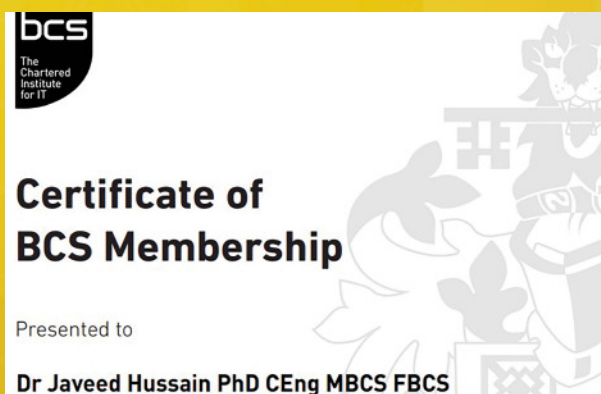 bcs
The
Chartered
Institute
for IT
Certificate of
BCS Membership
Presented to
Dr Javeed Hussain PhD CEng MBCS FBCS